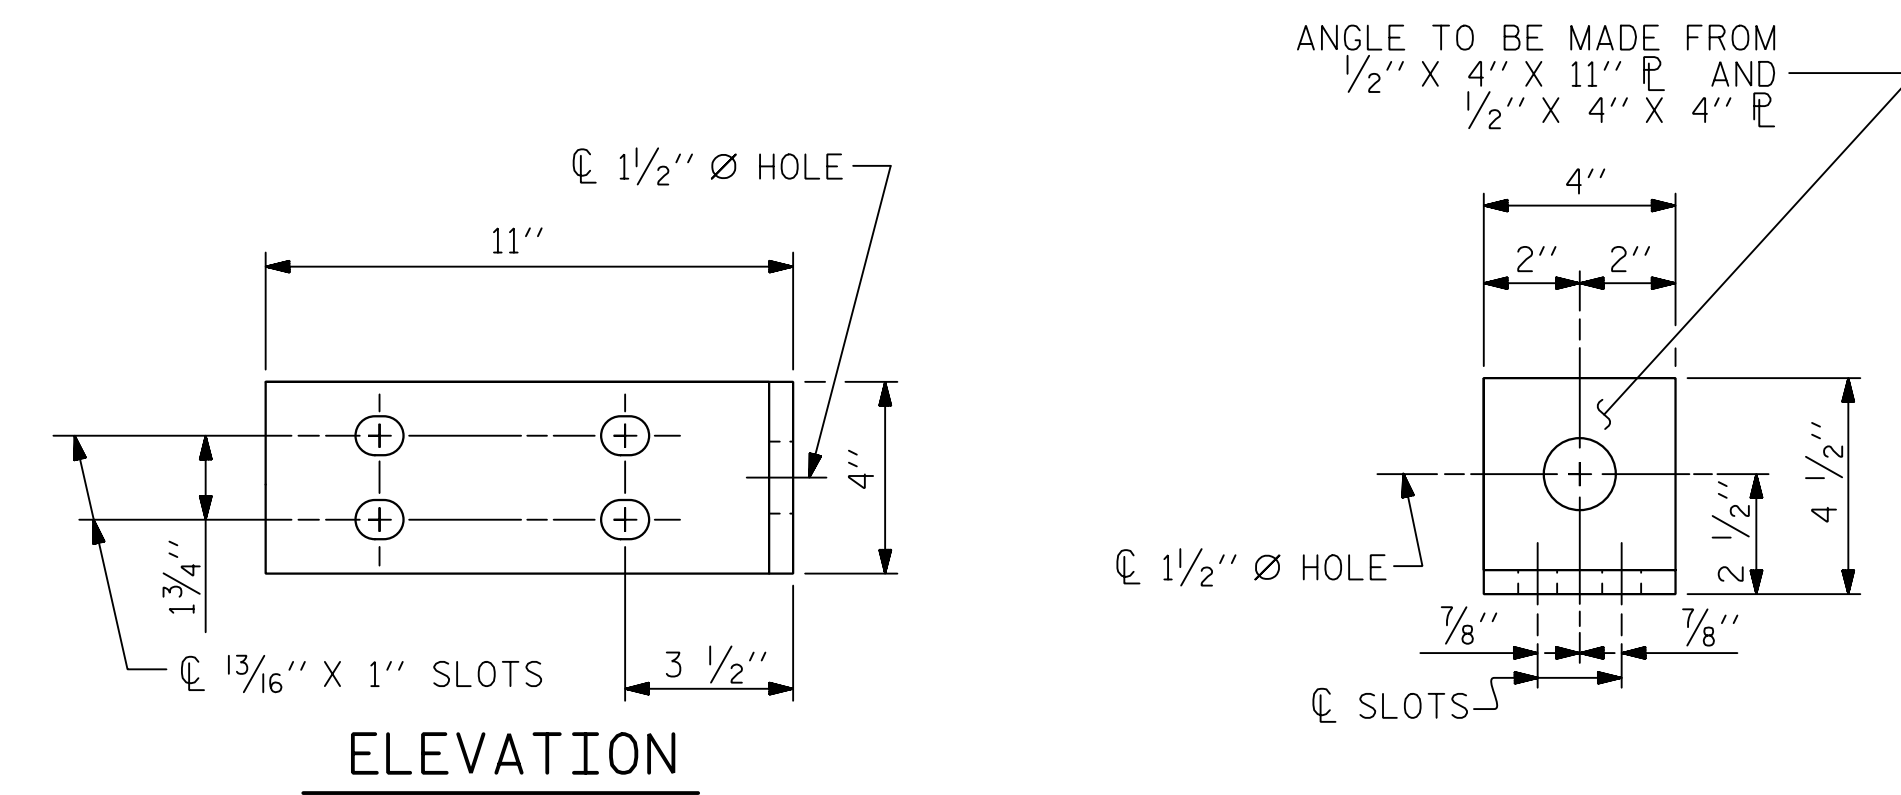 ANGLE TO BE MADE FROM
1/2" X 4" X 11" ⅊ AND
1/2" X 4" X 4" ⅊
℄ 1 1/2" Ø HOLE
11"
4"
1 3/4"
3 1/2"
℄ 13/16" X 1" SLOTS
ELEVATION
4"
2" 2"
4 1/2"
2 1/2"
℄ 1 1/2" Ø HOLE
7/8" 7/8"
℄ SLOTS